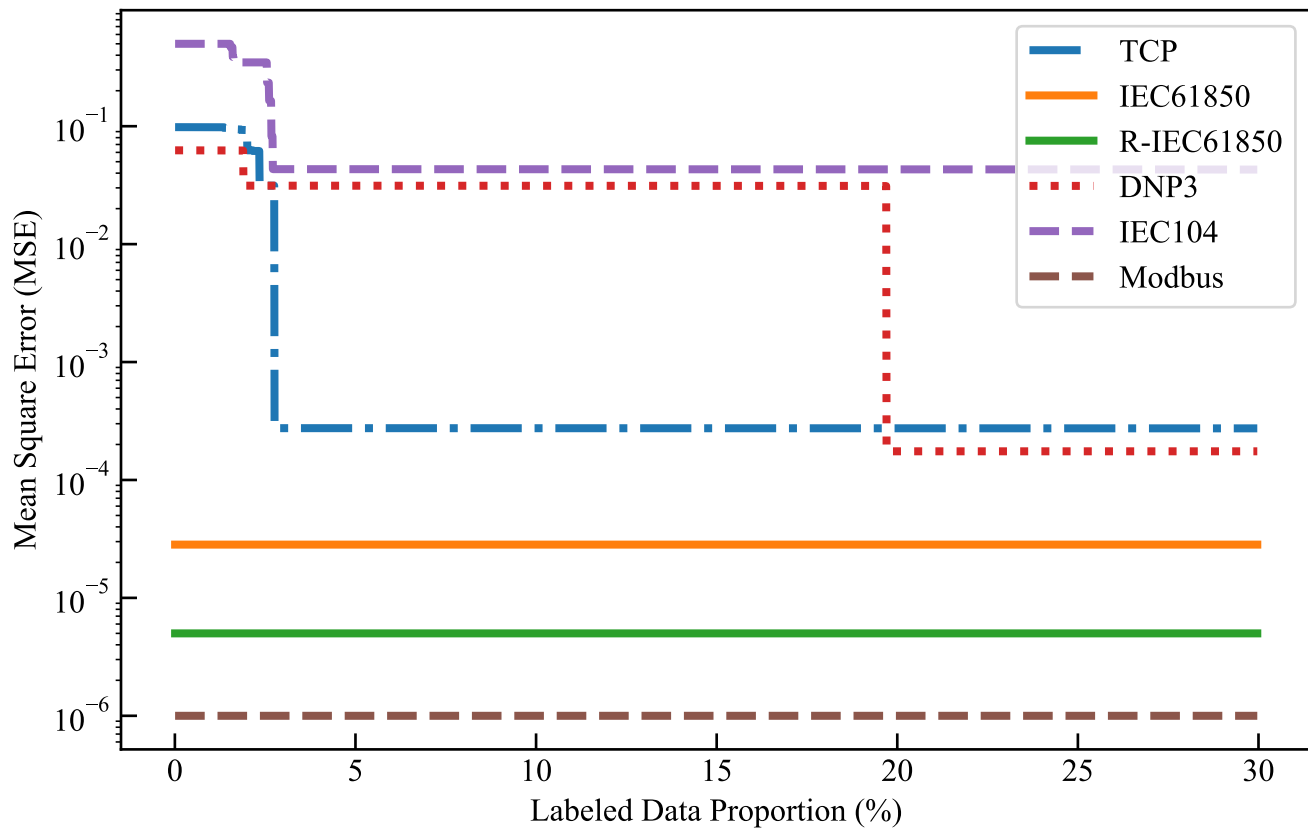 TCP
IEC61850
R-IEC61850
DNP3
IEC104
Modbus
Mean Square Error (MSE)
10⁻¹
10⁻²
10⁻³
10⁻⁴
10⁻⁵
10⁻⁶
0 5 10 15 20 25 30
Labeled Data Proportion (%)